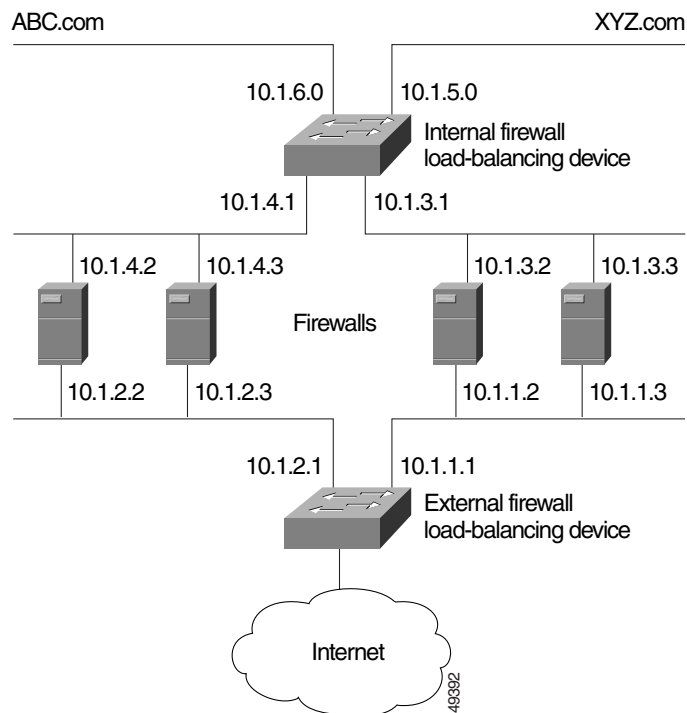 ABC.com
XYZ.com
10.1.6.0
10.1.5.0
Internal firewall
load-balancing device
10.1.4.1
10.1.3.1
10.1.4.2
10.1.4.3
10.1.3.2
10.1.3.3
Firewalls
10.1.2.2
10.1.2.3
10.1.1.2
10.1.1.3
10.1.2.1
10.1.1.1
External firewall
load-balancing device
Internet
49392